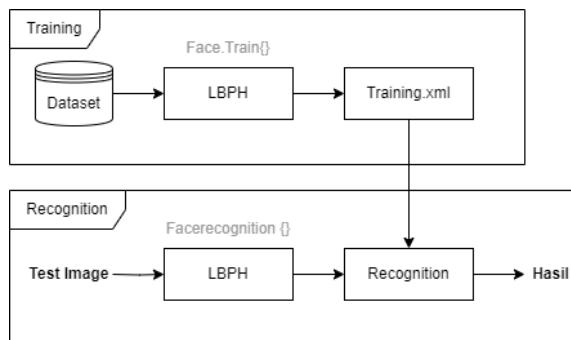 Training
Face.Train{}
Dataset
LBPH
Training.xml
Recognition
Facerecognition {}
Test Image
LBPH
Recognition
Hasil